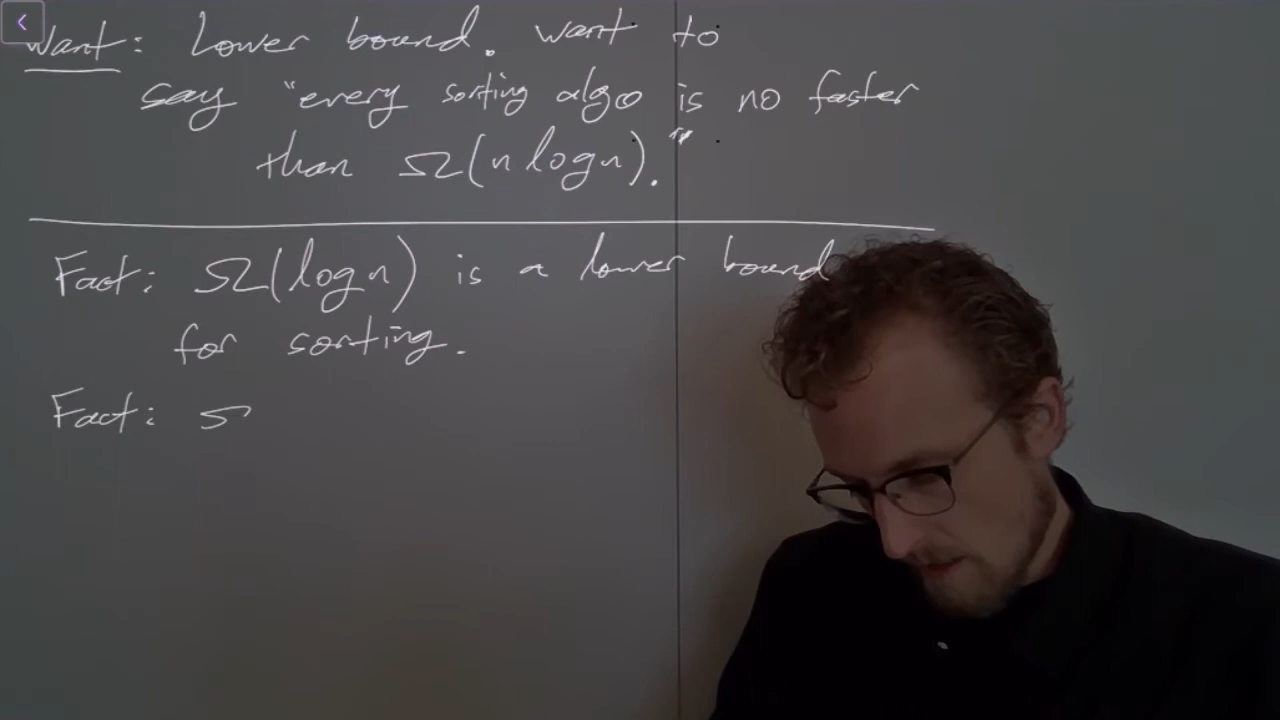 Want: Lower bound. want to
say "every sorting algo is no faster
than Ω(n log n)."
Fact: Ω(log n) is a lower bound
for sorting.
Fact: